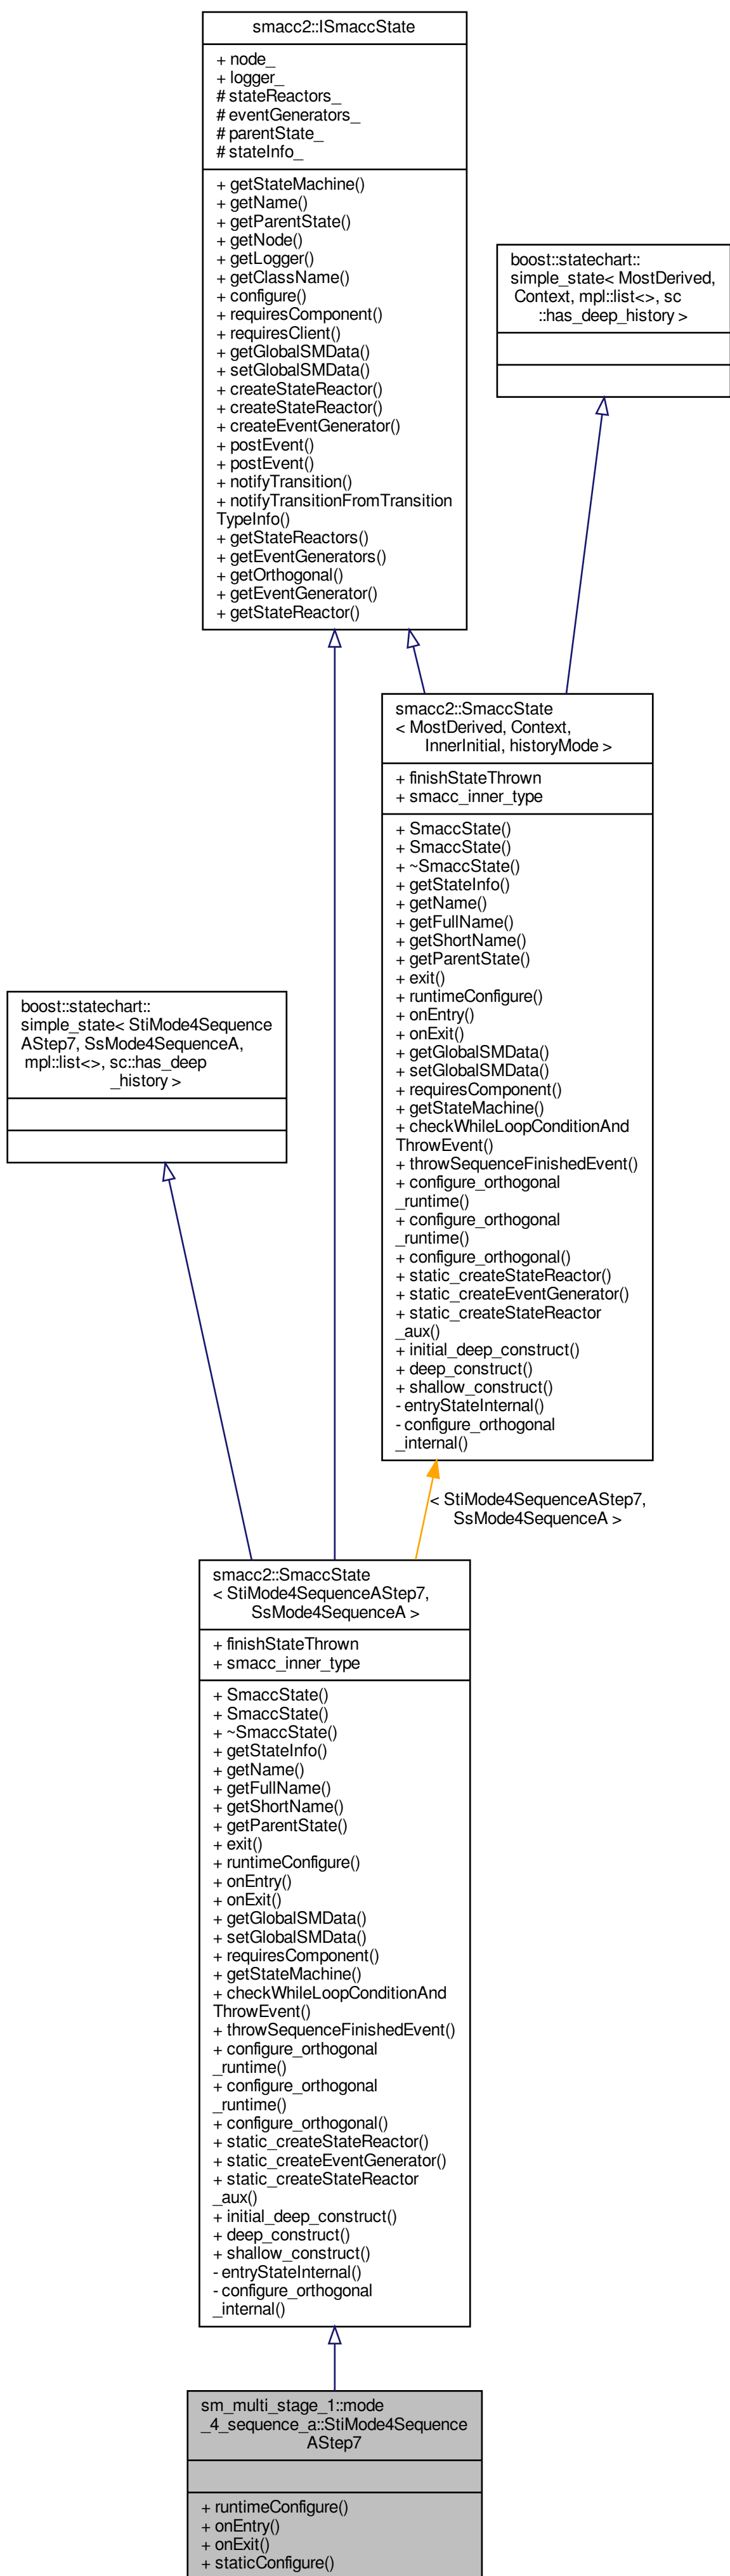 smacc2::ISmaccState
+ node_
+ logger_
# stateReactors_
# eventGenerators_
# parentState_
# stateInfo_
+ getStateMachine()
+ getName()
+ getParentState()
+ getNode()
+ getLogger()
+ getClassName()
+ configure()
+ requiresComponent()
+ requiresClient()
+ getGlobalSMData()
+ setGlobalSMData()
+ createStateReactor()
+ createStateReactor()
+ createEventGenerator()
+ postEvent()
+ postEvent()
+ notifyTransition()
+ notifyTransitionFromTransition
TypeInfo()
+ getStateReactors()
+ getEventGenerators()
+ getOrthogonal()
+ getEventGenerator()
+ getStateReactor()
boost::statechart::
simple_state< MostDerived,
Context, mpl::list<>, sc
::has_deep_history >
smacc2::SmaccState
< MostDerived, Context,
InnerInitial, historyMode >
+ finishStateThrown
+ smacc_inner_type
+ SmaccState()
+ SmaccState()
+ ~SmaccState()
+ getStateInfo()
+ getName()
+ getFullName()
+ getShortName()
+ getParentState()
+ exit()
+ runtimeConfigure()
+ onEntry()
+ onExit()
+ getGlobalSMData()
+ setGlobalSMData()
+ requiresComponent()
+ getStateMachine()
+ checkWhileLoopConditionAnd
ThrowEvent()
+ throwSequenceFinishedEvent()
+ configure_orthogonal
_runtime()
+ configure_orthogonal
_runtime()
+ configure_orthogonal()
+ static_createStateReactor()
+ static_createEventGenerator()
+ static_createStateReactor
_aux()
+ initial_deep_construct()
+ deep_construct()
+ shallow_construct()
- entryStateInternal()
- configure_orthogonal
_internal()
boost::statechart::
simple_state< StiMode4Sequence
AStep7, SsMode4SequenceA,
mpl::list<>, sc::has_deep
_history >
< StiMode4SequenceAStep7,
SsMode4SequenceA >
smacc2::SmaccState
< StiMode4SequenceAStep7,
SsMode4SequenceA >
+ finishStateThrown
+ smacc_inner_type
+ SmaccState()
+ SmaccState()
+ ~SmaccState()
+ getStateInfo()
+ getName()
+ getFullName()
+ getShortName()
+ getParentState()
+ exit()
+ runtimeConfigure()
+ onEntry()
+ onExit()
+ getGlobalSMData()
+ setGlobalSMData()
+ requiresComponent()
+ getStateMachine()
+ checkWhileLoopConditionAnd
ThrowEvent()
+ throwSequenceFinishedEvent()
+ configure_orthogonal
_runtime()
+ configure_orthogonal
_runtime()
+ configure_orthogonal()
+ static_createStateReactor()
+ static_createEventGenerator()
+ static_createStateReactor
_aux()
+ initial_deep_construct()
+ deep_construct()
+ shallow_construct()
- entryStateInternal()
- configure_orthogonal
_internal()
sm_multi_stage_1::mode
_4_sequence_a::StiMode4Sequence
AStep7
+ runtimeConfigure()
+ onEntry()
+ onExit()
+ staticConfigure()